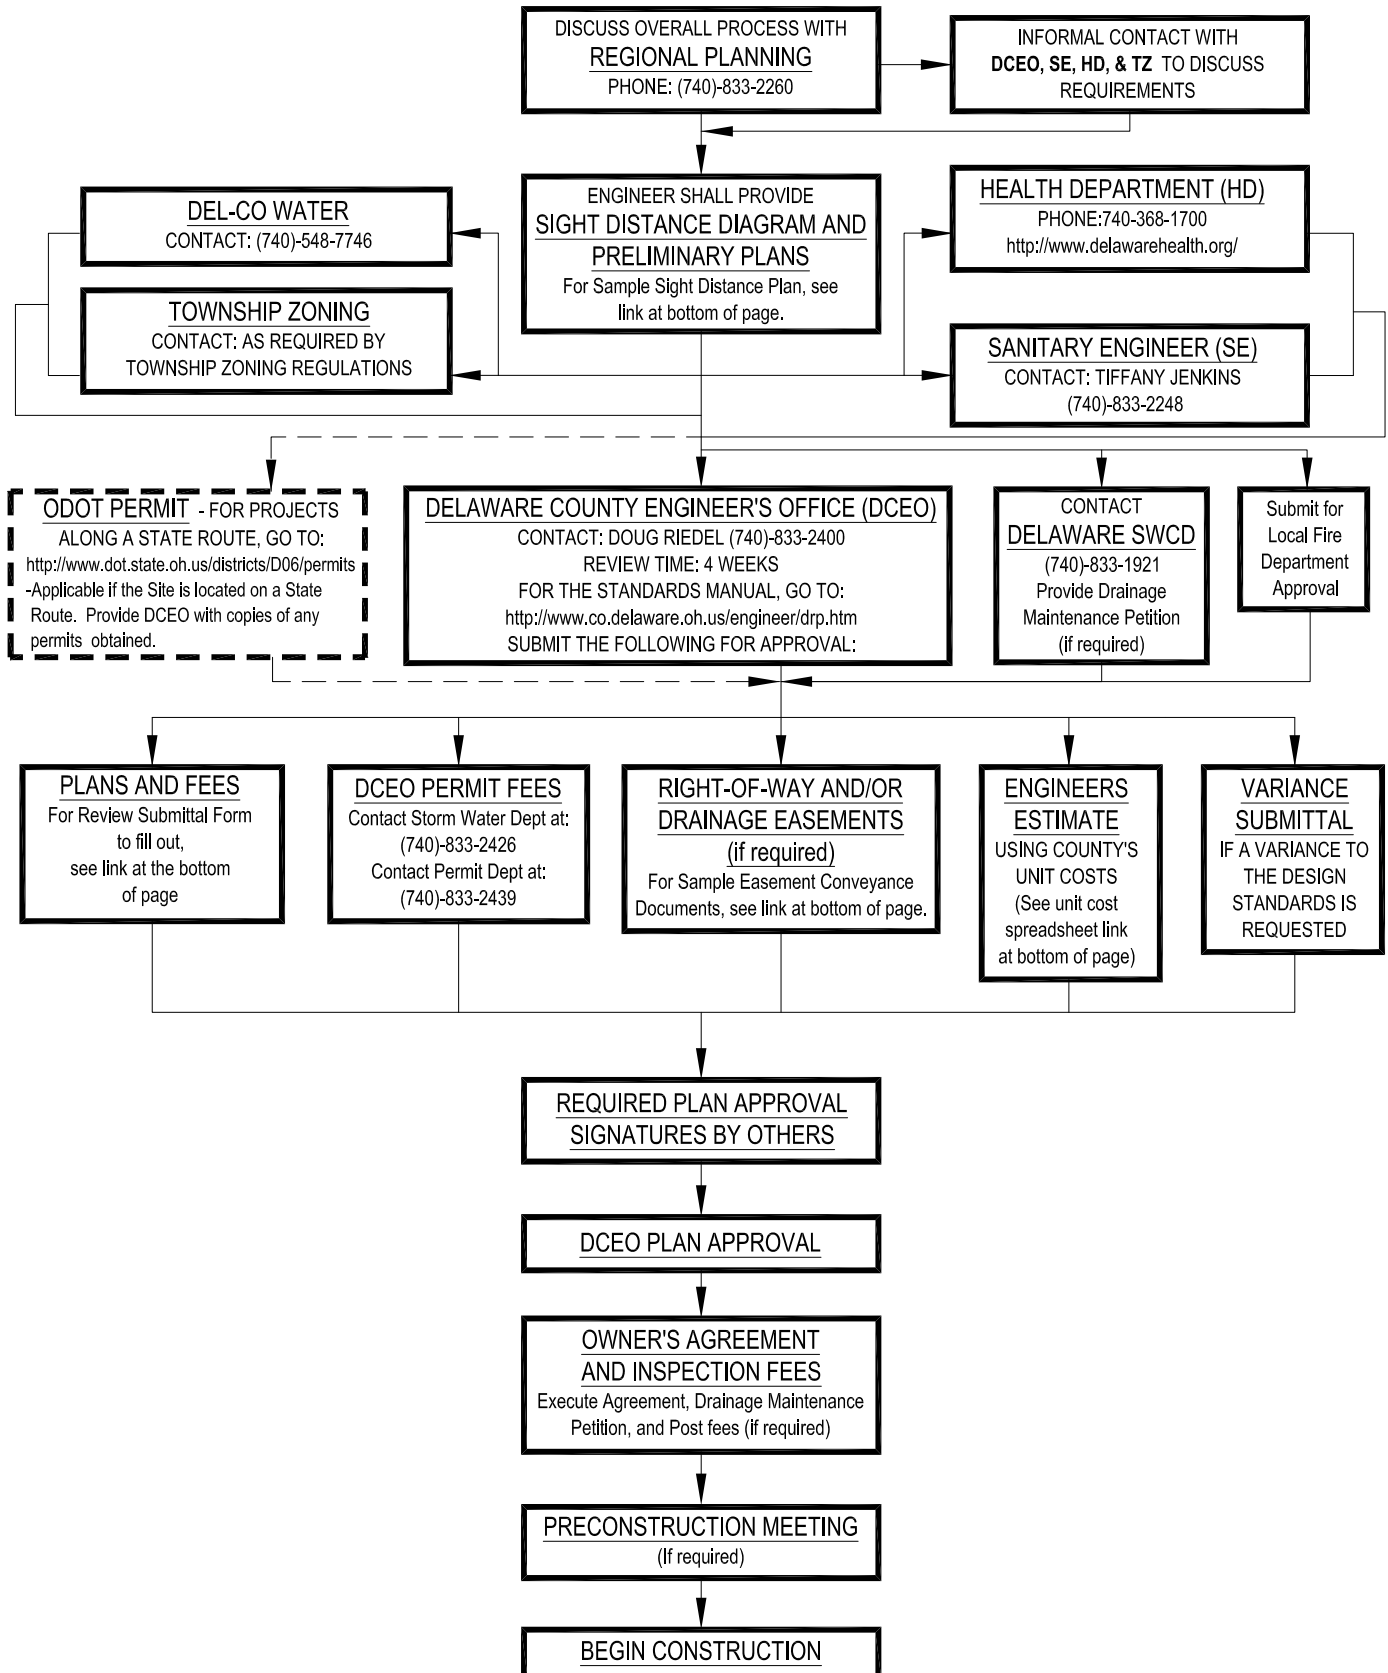 DISCUSS OVERALL PROCESS WITH
REGIONAL PLANNING
PHONE: (740)-833-2260
INFORMAL CONTACT WITH
DCEO, SE, HD, & TZ TO DISCUSS
REQUIREMENTS
DEL-CO WATER
CONTACT: (740)-548-7746
ENGINEER SHALL PROVIDE
SIGHT DISTANCE DIAGRAM AND
PRELIMINARY PLANS
For Sample Sight Distance Plan, see
link at bottom of page.
HEALTH DEPARTMENT (HD)
PHONE:740-368-1700
http://www.delawarehealth.org/
TOWNSHIP ZONING
CONTACT: AS REQUIRED BY
TOWNSHIP ZONING REGULATIONS
SANITARY ENGINEER (SE)
CONTACT: TIFFANY JENKINS
(740)-833-2248
ODOT PERMIT - FOR PROJECTS
ALONG A STATE ROUTE, GO TO:
http://www.dot.state.oh.us/districts/D06/permits
-Applicable if the Site is located on a State
Route. Provide DCEO with copies of any
permits obtained.
DELAWARE COUNTY ENGINEER'S OFFICE (DCEO)
CONTACT: DOUG RIEDEL (740)-833-2400
REVIEW TIME: 4 WEEKS
FOR THE STANDARDS MANUAL, GO TO:
http://www.co.delaware.oh.us/engineer/drp.htm
SUBMIT THE FOLLOWING FOR APPROVAL:
CONTACT
DELAWARE SWCD
(740)-833-1921
Provide Drainage
Maintenance Petition
(if required)
Submit for
Local Fire
Department
Approval
PLANS AND FEES
For Review Submittal Form
to fill out,
see link at the bottom
of page
DCEO PERMIT FEES
Contact Storm Water Dept at:
(740)-833-2426
Contact Permit Dept at:
(740)-833-2439
RIGHT-OF-WAY AND/OR
DRAINAGE EASEMENTS
(if required)
For Sample Easement Conveyance
Documents, see link at bottom of page.
ENGINEERS
ESTIMATE
USING COUNTY'S
UNIT COSTS
(See unit cost
spreadsheet link
at bottom of page)
VARIANCE
SUBMITTAL
IF A VARIANCE TO
THE DESIGN
STANDARDS IS
REQUESTED
REQUIRED PLAN APPROVAL
SIGNATURES BY OTHERS
DCEO PLAN APPROVAL
OWNER'S AGREEMENT
AND INSPECTION FEES
Execute Agreement, Drainage Maintenance
Petition, and Post fees (if required)
PRECONSTRUCTION MEETING
(If required)
BEGIN CONSTRUCTION